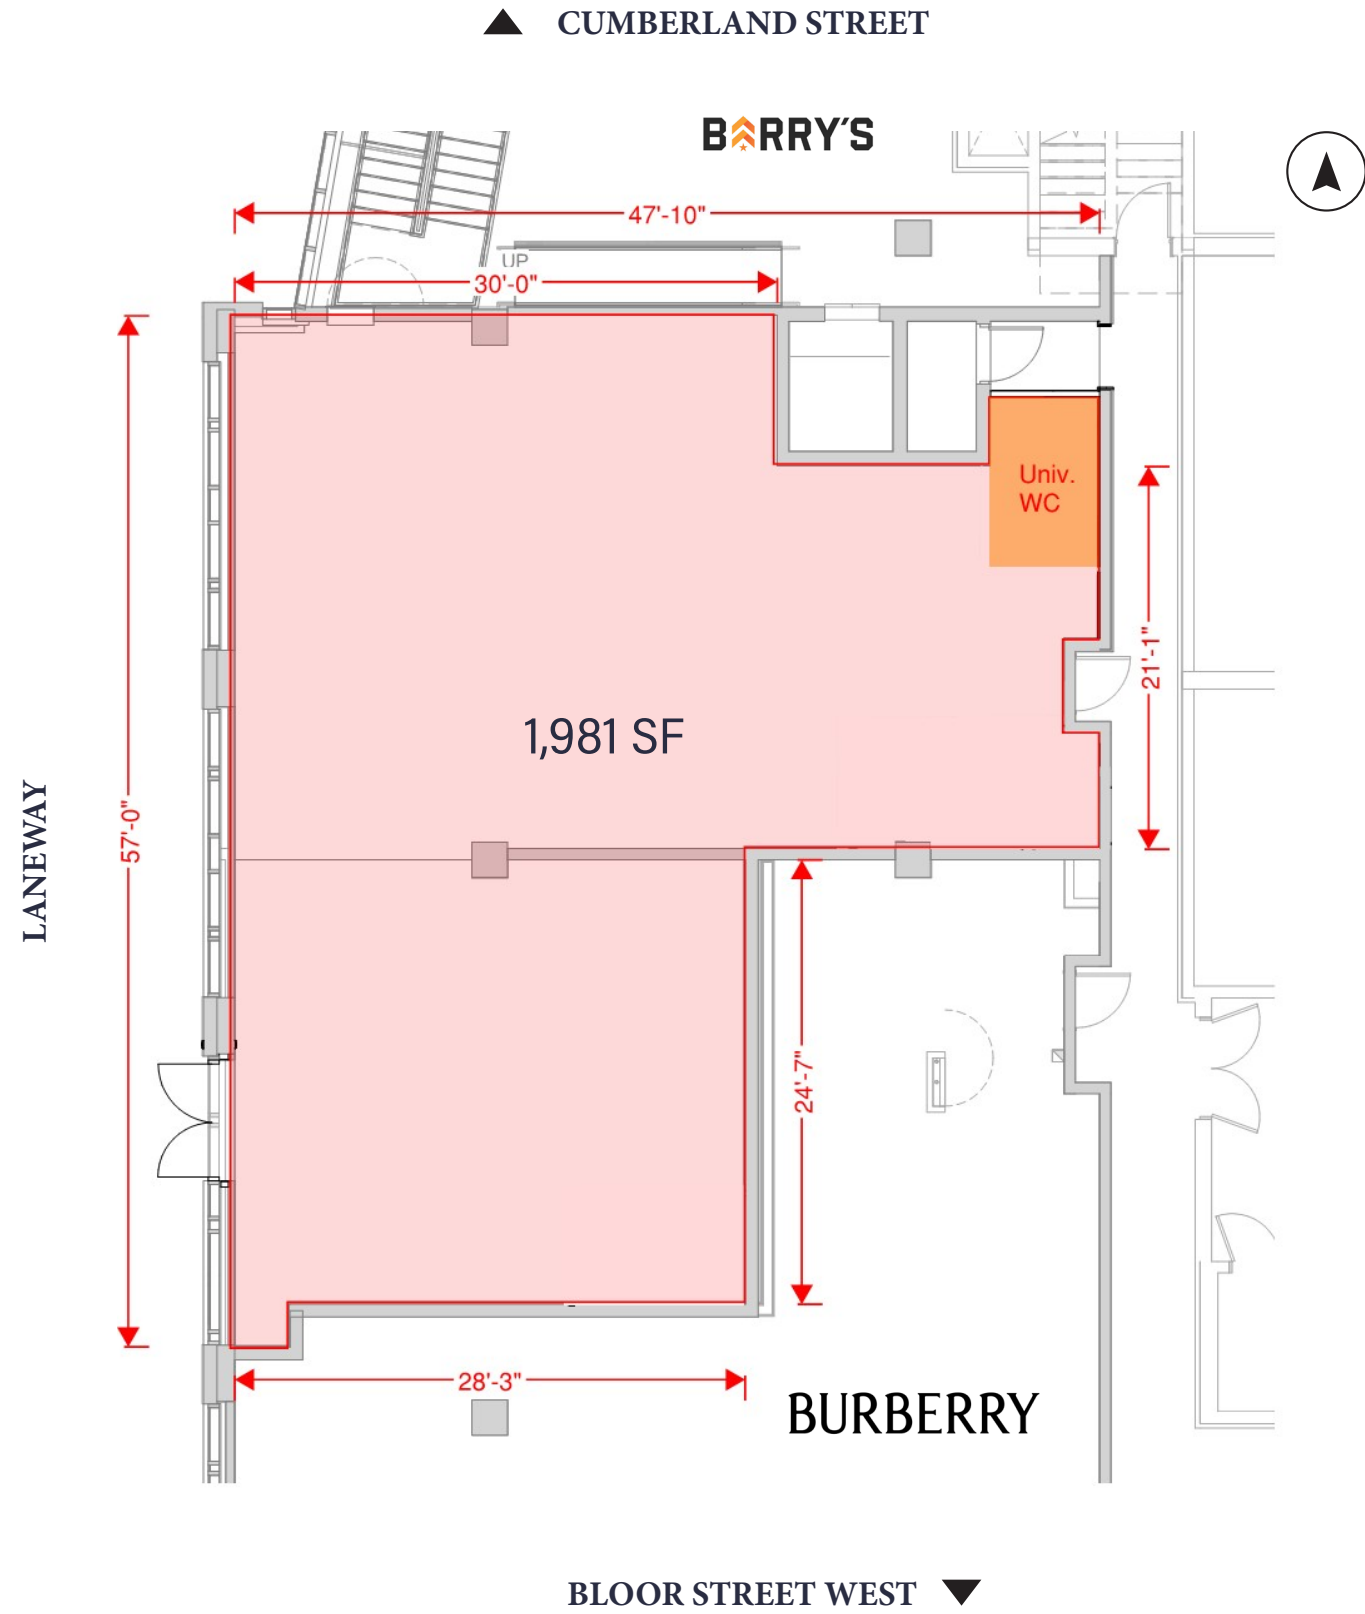 CUMBERLAND STREET
BARRY'S
47'-10"
UP
30'-0"
Univ.
WC
21'-1"
1,981 SF
57'-0"
LANEWAY
24'-7"
28'-3"
BURBERRY
BLOOR STREET WEST